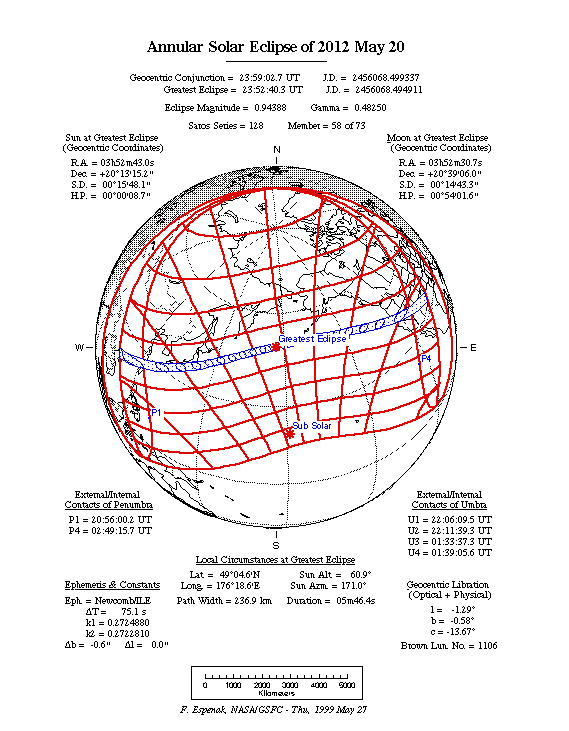 Annular Solar Eclipse of 2012 May 20
Geocentric Conjunction = 23:59:02.7 UT J.D. = 2456068.499337
Greatest Eclipse = 23:52:40.3 UT J.D. = 2456068.494911
Eclipse Magnitude = 0.94388 Gamma = 0.48250
Saros Series = 128 Member = 58 of 73
Sun at Greatest Eclipse
(Geocentric Coordinates)
R.A. = 03h52m43.0s
Dec. = +20°13'15.2"
S.D. = 00°15'48.1"
H.P. = 00°00'08.7"
Moon at Greatest Eclipse
(Geocentric Coordinates)
R.A. = 03h52m30.7s
Dec. = +20°39'06.0"
S.D. = 00°14'43.3"
H.P. = 00°54'01.6"
N
W
E
S
Greatest Eclipse
P4
P1
Sub Solar
External/Internal
Contacts of Penumbra
P1 = 20:56:00.2 UT
P4 = 02:49:15.7 UT
External/Internal
Contacts of Umbra
U1 = 22:06:09.5 UT
U2 = 22:11:39.3 UT
U3 = 01:33:37.3 UT
U4 = 01:39:05.6 UT
Local Circumstances at Greatest Eclipse
Lat. = 49°04.6'N Sun Alt. = 60.9°
Long. = 176°18.6'E Sun Azm. = 171.0°
Path Width = 236.9 km Duration = 05m46.4s
Ephemeris & Constants
Eph. = Newcomb/ILE
ΔT = 75.1 s
k1 = 0.2724880
k2 = 0.2722810
Δb = -0.6" Δl = 0.0"
Geocentric Libration
(Optical + Physical)
l = -1.29°
b = -0.58°
c = -13.67°
Brown Lun. No. = 1106
0 1000 2000 3000 4000 5000
Kilometers
F. Espenak, NASA/GSFC - Thu, 1999 May 27